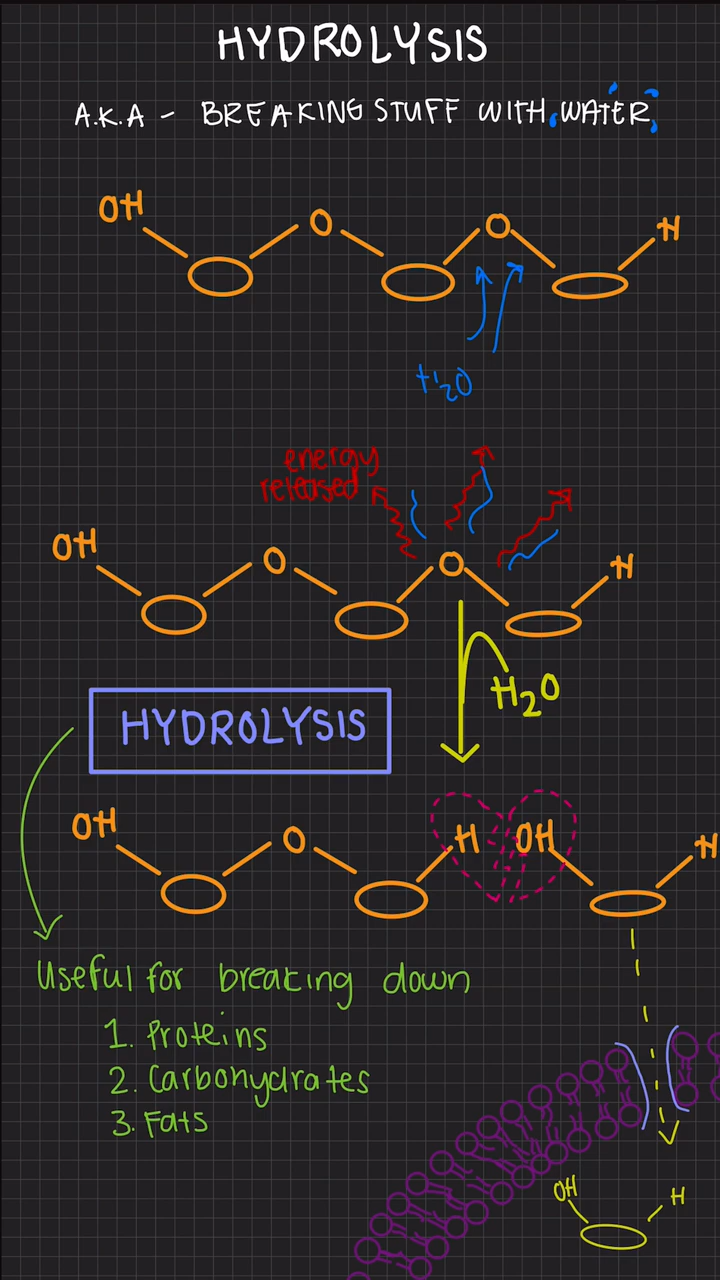 HYDROLYSIS
A.K.A - BREAKING STUFF WITH WATER
OH O O H
H2O
energy
released
OH O O H
H2O
HYDROLYSIS
OH O H OH H
Useful for breaking down
1. Proteins
2. Carbohydrates
3. Fats
OH H